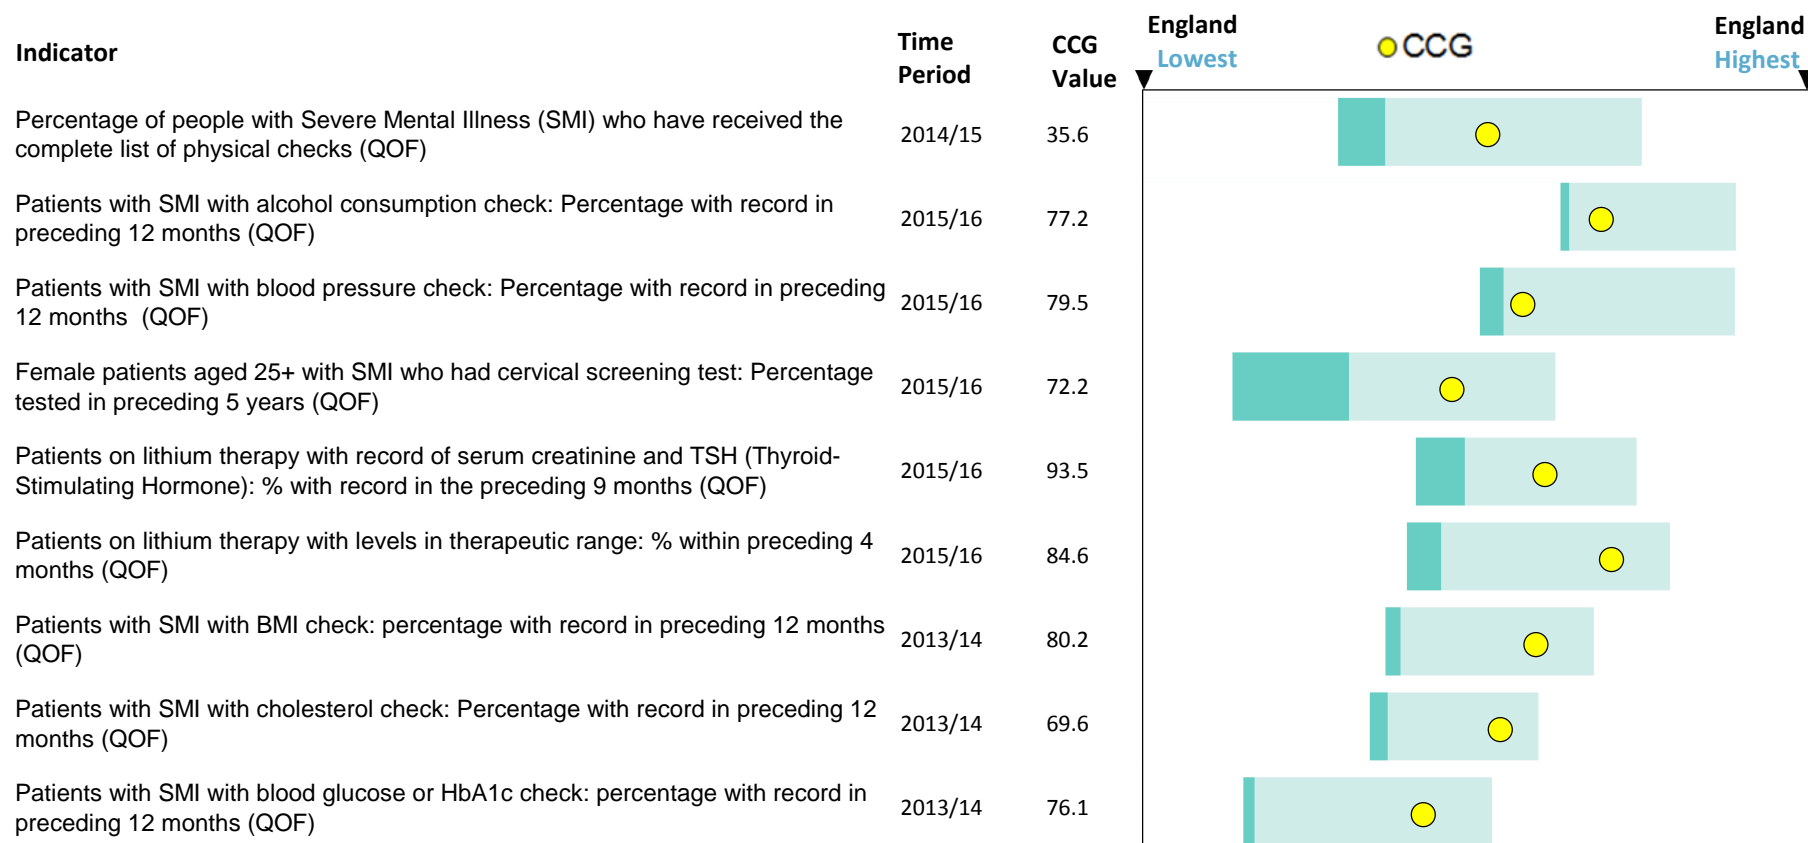 Indicator
Time Period
CCG Value
England Lowest
CCG
England Highest
Percentage of people with Severe Mental Illness (SMI) who have received the
complete list of physical checks (QOF)
2014/15
35.6
Patients with SMI with alcohol consumption check: Percentage with record in
preceding 12 months (QOF)
2015/16
77.2
Patients with SMI with blood pressure check: Percentage with record in preceding
12 months  (QOF)
2015/16
79.5
Female patients aged 25+ with SMI who had cervical screening test: Percentage
tested in preceding 5 years (QOF)
2015/16
72.2
Patients on lithium therapy with record of serum creatinine and TSH (Thyroid-
Stimulating Hormone): % with record in the preceding 9 months (QOF)
2015/16
93.5
Patients on lithium therapy with levels in therapeutic range: % within preceding 4
months (QOF)
2015/16
84.6
Patients with SMI with BMI check: percentage with record in preceding 12 months
(QOF)
2013/14
80.2
Patients with SMI with cholesterol check: Percentage with record in preceding 12
months (QOF)
2013/14
69.6
Patients with SMI with blood glucose or HbA1c check: percentage with record in
preceding 12 months (QOF)
2013/14
76.1